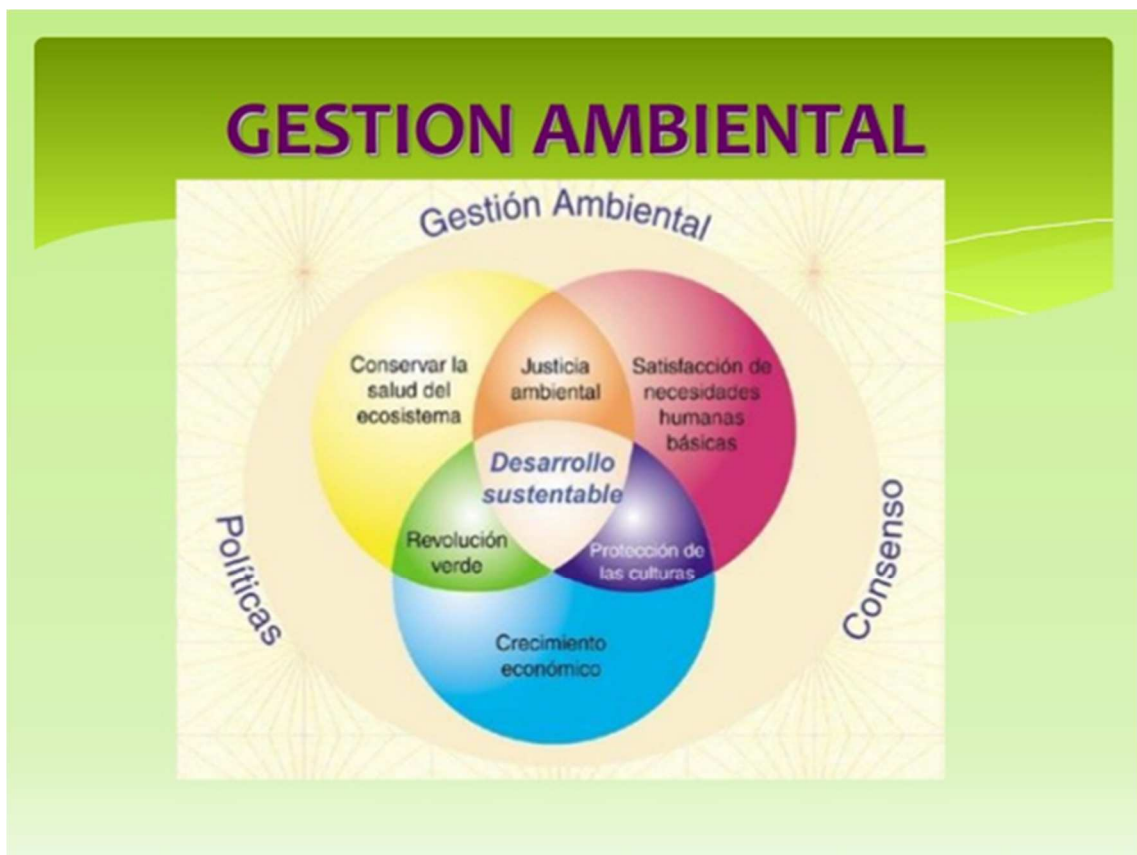 GESTION AMBIENTAL
Gestión Ambiental
Conservar la
salud del
ecosistema
Justicia
ambiental
Satisfacción de
necesidades
humanas
básicas
Desarrollo
sustentable
Revolución
verde
Protección de
las culturas
Crecimiento
económico
Políticas
Consenso